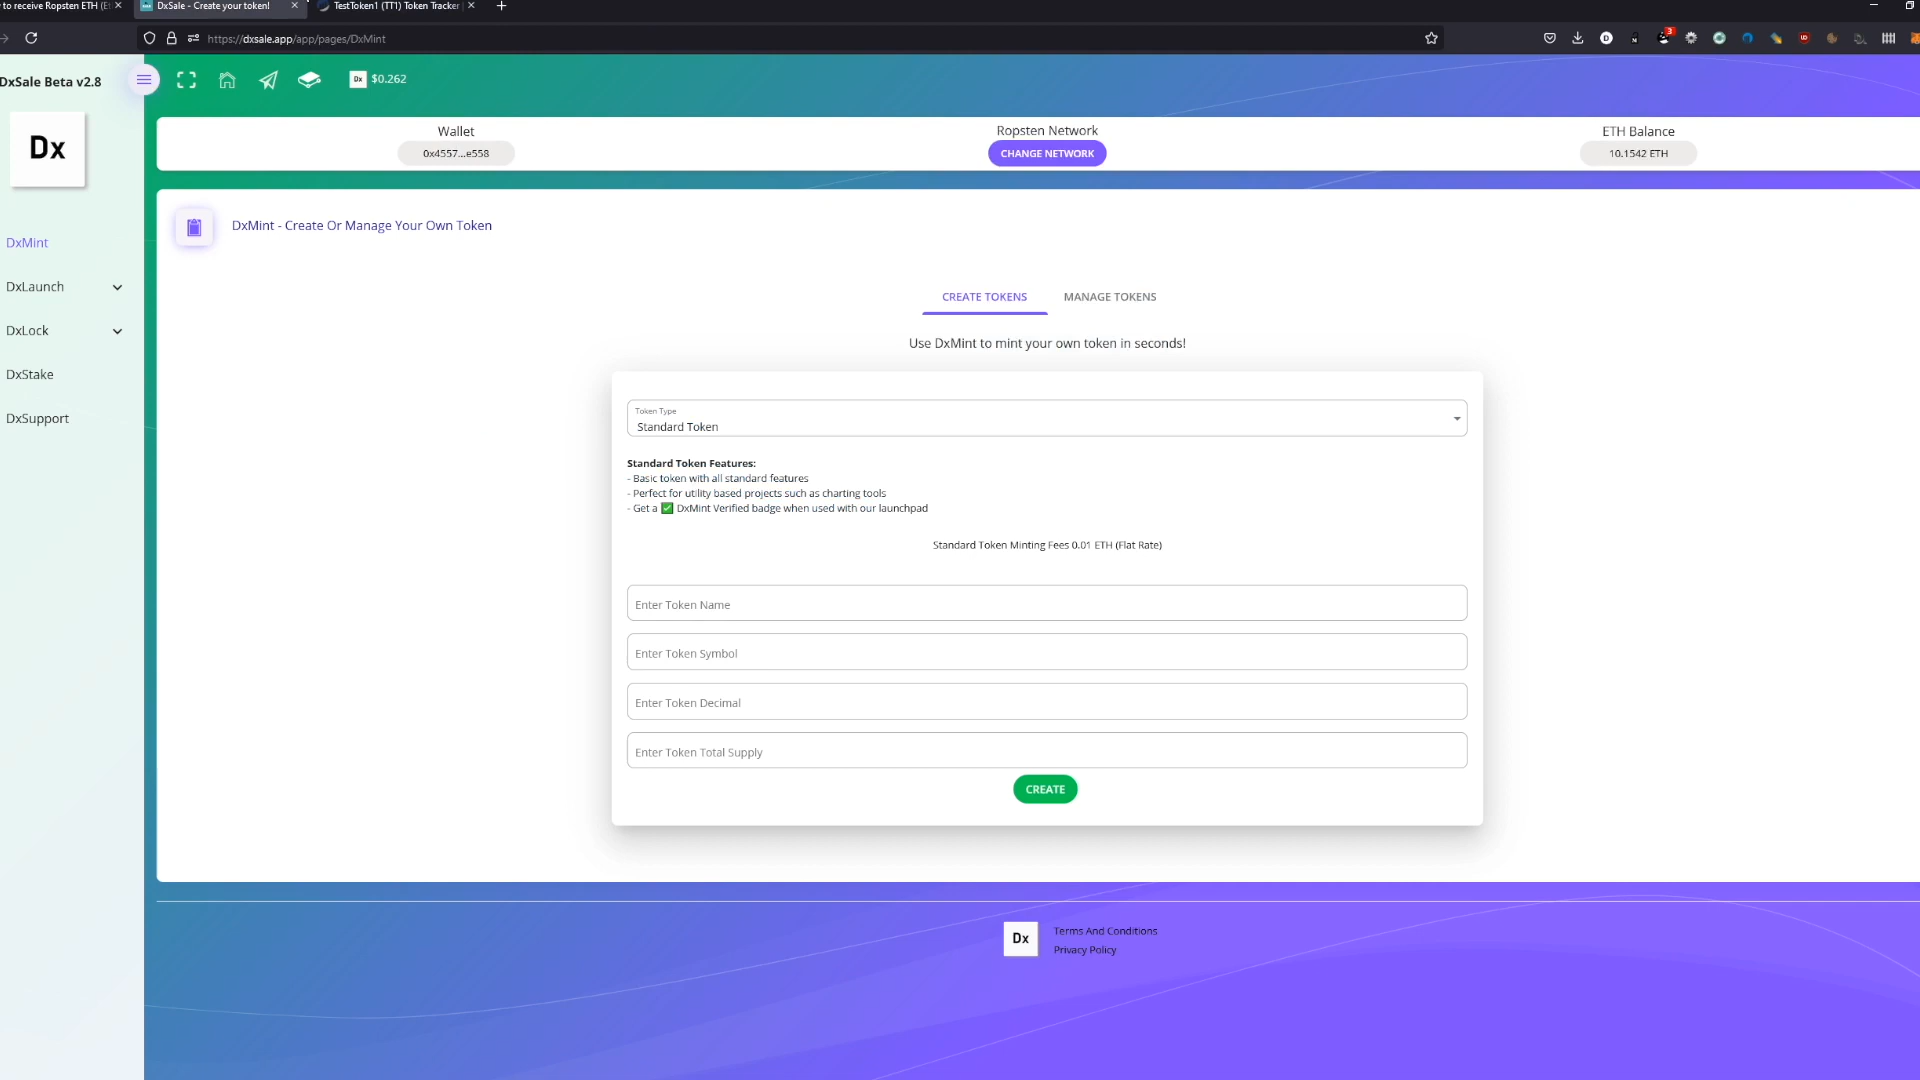 to receive Ropsten ETH (Et
DxSale - Create your token!
TestToken1 (TT1) Token Tracker
https://dxsale.app/app/pages/DxMint
3
DxSale Beta v2.8
Dx $0.262
Dx
Wallet
0x4557...e558
Ropsten Network
CHANGE NETWORK
ETH Balance
10.1542 ETH
DxMint
DxLaunch
DxLock
DxStake
DxSupport
DxMint - Create Or Manage Your Own Token
CREATE TOKENS
MANAGE TOKENS
Use DxMint to mint your own token in seconds!
Token Type
Standard Token
Standard Token Features:
- Basic token with all standard features
- Perfect for utility based projects such as charting tools
- Get a ✅ DxMint Verified badge when used with our launchpad
Standard Token Minting Fees 0.01 ETH (Flat Rate)
Enter Token Name
Enter Token Symbol
Enter Token Decimal
Enter Token Total Supply
CREATE
Dx
Terms And Conditions
Privacy Policy